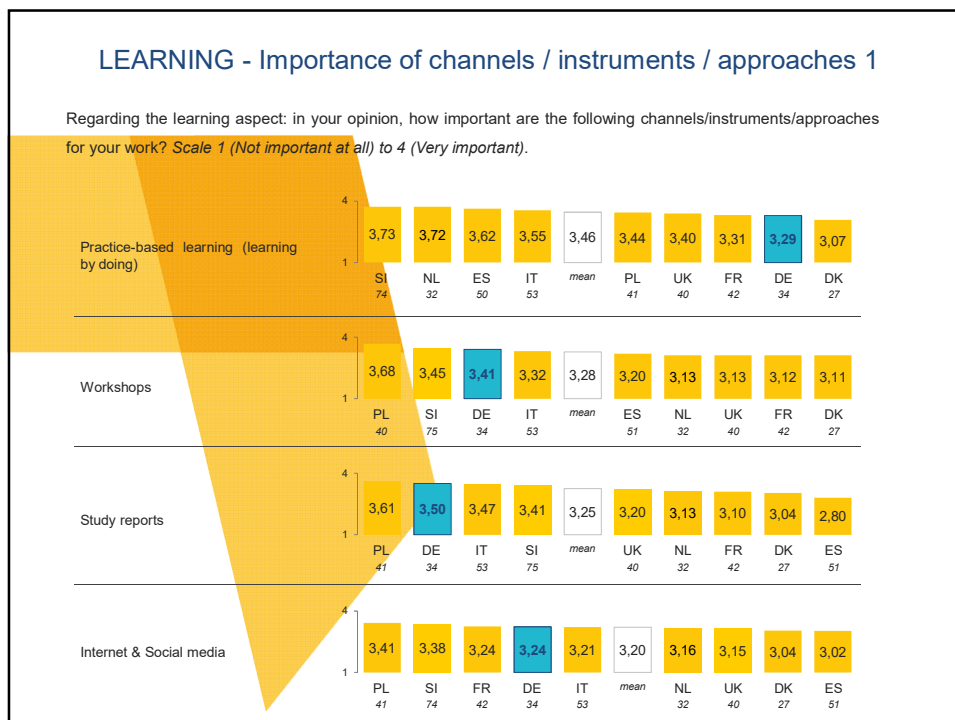 LEARNING - Importance of channels / instruments / approaches 1
Regarding the learning aspect: in your opinion, how important are the following channels/instruments/approaches
for your work? Scale 1 (Not important at all) to 4 (Very important).
Practice-based learning (learning
by doing)
4
1
3,73 3,72 3,62 3,55 3,46 3,44 3,40 3,31 3,29 3,07
SI NL ES IT mean PL UK FR DE DK
74 32 50 53 41 40 42 34 27
Workshops
4
1
3,68 3,45 3,41 3,32 3,28 3,20 3,13 3,13 3,12 3,11
PL SI DE IT mean ES NL UK FR DK
40 75 34 53 51 32 40 42 27
Study reports
4
1
3,61 3,50 3,47 3,41 3,25 3,20 3,13 3,10 3,04 2,80
PL DE IT SI mean UK NL FR DK ES
41 34 53 75 40 32 42 27 51
Internet & Social media
4
1
3,41 3,38 3,24 3,24 3,21 3,20 3,16 3,15 3,04 3,02
PL SI FR DE IT mean NL UK DK ES
41 74 42 34 53 32 40 27 51